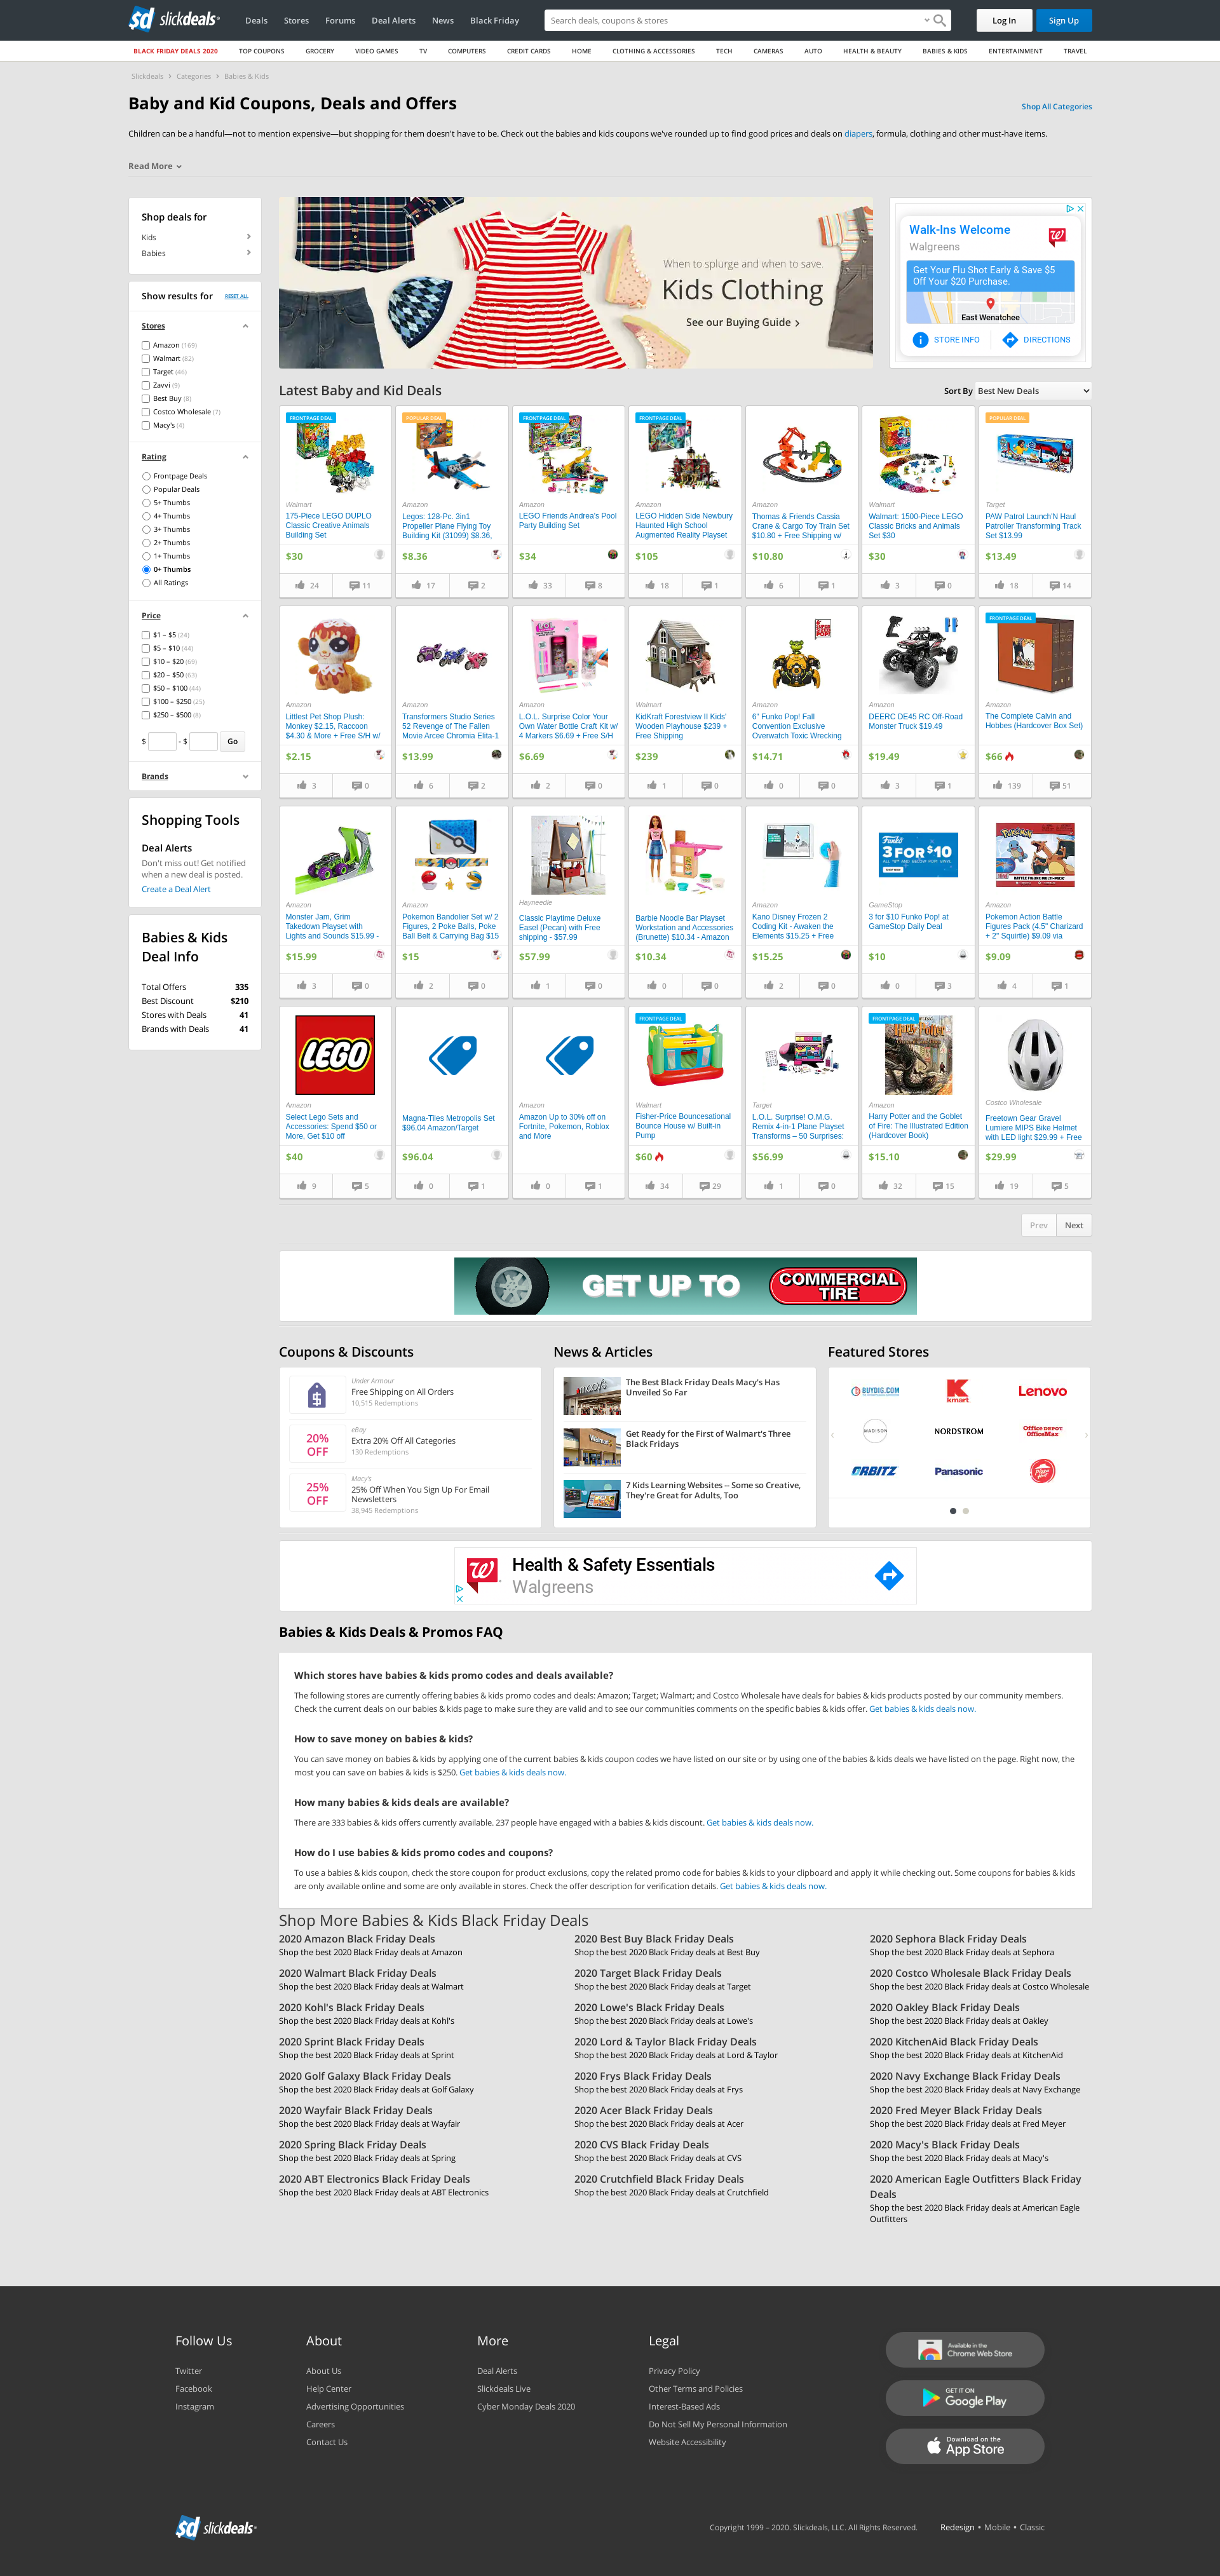 sd slickdeals
Deals Stores Forums Deal Alerts News Black Friday
Search deals, coupons & stores
Log In Sign Up
BLACK FRIDAY DEALS 2020 TOP COUPONS GROCERY VIDEO GAMES TV COMPUTERS CREDIT CARDS HOME CLOTHING & ACCESSORIES TECH CAMERAS AUTO HEALTH & BEAUTY BABIES & KIDS ENTERTAINMENT TRAVEL
Slickdeals › Categories › Babies & Kids
Baby and Kid Coupons, Deals and Offers
Shop All Categories
Children can be a handful—not to mention expensive—but shopping for them doesn't have to be. Check out the babies and kids coupons we've rounded up to find good prices and deals on diapers, formula, clothing and other must-have items.
Read More
Shop deals for
Kids
Babies
Show results for RESET ALL
Stores
Amazon (169)
Walmart (82)
Target (46)
Zavvi (9)
Best Buy (8)
Costco Wholesale (7)
Macy's (4)
Rating
Frontpage Deals
Popular Deals
5+ Thumbs
4+ Thumbs
3+ Thumbs
2+ Thumbs
1+ Thumbs
0+ Thumbs
All Ratings
Price
$1 – $5 (24)
$5 – $10 (44)
$10 – $20 (69)
$20 – $50 (63)
$50 – $100 (44)
$100 – $250 (25)
$250 – $500 (8)
$ - $ Go
Brands
Shopping Tools
Deal Alerts
Don't miss out! Get notified
when a new deal is posted.
Create a Deal Alert
Babies & Kids
Deal Info
Total Offers 335
Best Discount $210
Stores with Deals 41
Brands with Deals 41
When to splurge and when to save.
Kids Clothing
See our Buying Guide
Walk-Ins Welcome
Walgreens
Get Your Flu Shot Early & Save $5
Off Your $20 Purchase.
East Wenatchee
STORE INFO DIRECTIONS
Latest Baby and Kid Deals
Sort By Best New Deals
FRONTPAGE DEAL
Walmart
175-Piece LEGO DUPLO
Classic Creative Animals
Building Set
$30
24 11
POPULAR DEAL
Amazon
Legos: 128-Pc. 3in1
Propeller Plane Flying Toy
Building Kit (31099) $8.36,
$8.36
17 2
FRONTPAGE DEAL
Amazon
LEGO Friends Andrea's Pool
Party Building Set
$34
33 8
FRONTPAGE DEAL
Amazon
LEGO Hidden Side Newbury
Haunted High School
Augmented Reality Playset
$105
18 1
Amazon
Thomas & Friends Cassia
Crane & Cargo Toy Train Set
$10.80 + Free Shipping w/
$10.80
6 1
Walmart
Walmart: 1500-Piece LEGO
Classic Bricks and Animals
Set $30
$30
3 0
POPULAR DEAL
Target
PAW Patrol Launch'N Haul
Patroller Transforming Track
Set $13.99
$13.49
18 14
Amazon
Littlest Pet Shop Plush:
Monkey $2.15, Raccoon
$4.30 & More + Free S/H w/
$2.15
3 0
Amazon
Transformers Studio Series
52 Revenge of The Fallen
Movie Arcee Chromia Elita-1
$13.99
6 2
Amazon
L.O.L. Surprise Color Your
Own Water Bottle Craft Kit w/
4 Markers $6.69 + Free S/H
$6.69
2 0
Walmart
KidKraft Forestview II Kids'
Wooden Playhouse $239 +
Free Shipping
$239
1 0
Amazon
6" Funko Pop! Fall
Convention Exclusive
Overwatch Toxic Wrecking
$14.71
0 0
Amazon
DEERC DE45 RC Off-Road
Monster Truck $19.49
$19.49
3 1
FRONTPAGE DEAL
Amazon
The Complete Calvin and
Hobbes (Hardcover Box Set)
$66
139 51
Amazon
Monster Jam, Grim
Takedown Playset with
Lights and Sounds $15.99 -
$15.99
3 0
Amazon
Pokemon Bandolier Set w/ 2
Figures, 2 Poke Balls, Poke
Ball Belt & Carrying Bag $15
$15
2 0
Hayneedle
Classic Playtime Deluxe
Easel (Pecan) with Free
shipping - $57.99
$57.99
1 0
Barbie Noodle Bar Playset
Workstation and Accessories
(Brunette) $10.34 - Amazon
$10.34
0 0
Amazon
Kano Disney Frozen 2
Coding Kit - Awaken the
Elements $15.25 + Free
$15.25
2 0
Funko
3 FOR $10
GameStop
3 for $10 Funko Pop! at
GameStop Daily Deal
$10
0 3
Amazon
Pokemon Action Battle
Figures Pack (4.5" Charizard
+ 2" Squirtle) $9.09 via
$9.09
4 1
LEGO
Amazon
Select Lego Sets and
Accessories: Spend $50 or
More, Get $10 off
$40
9 5
Magna-Tiles Metropolis Set
$96.04 Amazon/Target
$96.04
0 1
Amazon
Amazon Up to 30% off on
Fortnite, Pokemon, Roblox
and More
0 1
FRONTPAGE DEAL
Walmart
Fisher-Price Bouncesational
Bounce House w/ Built-in
Pump
$60
34 29
Target
L.O.L. Surprise! O.M.G.
Remix 4-in-1 Plane Playset
Transforms – 50 Surprises:
$56.99
1 0
FRONTPAGE DEAL
Amazon
Harry Potter and the Goblet
of Fire: The Illustrated Edition
(Hardcover Book)
$15.10
32 15
Costco Wholesale
Freetown Gear Gravel
Lumiere MIPS Bike Helmet
with LED light $29.99 + Free
$29.99
19 5
Prev Next
GET UP TO COMMERCIAL TIRE
Coupons & Discounts
Under Armour
Free Shipping on All Orders
10,515 Redemptions
20% OFF
eBay
Extra 20% Off All Categories
130 Redemptions
25% OFF
Macy's
25% Off When You Sign Up For Email
Newsletters
38,945 Redemptions
News & Articles
The Best Black Friday Deals Macy's Has
Unveiled So Far
Get Ready for the First of Walmart's Three
Black Fridays
7 Kids Learning Websites -- Some so Creative,
They're Great for Adults, Too
Featured Stores
BUYDIG.COM kmart Lenovo
MADISON NORDSTROM Office DEPOT OfficeMax
ORBITZ Panasonic Pizza Hut
Health & Safety Essentials
Walgreens
Babies & Kids Deals & Promos FAQ
Which stores have babies & kids promo codes and deals available?
The following stores are currently offering babies & kids promo codes and deals: Amazon; Target; Walmart; and Costco Wholesale have deals for babies & kids products posted by our community members.
Check the current deals on our babies & kids page to make sure they are valid and to see our communities comments on the specific babies & kids offer. Get babies & kids deals now.
How to save money on babies & kids?
You can save money on babies & kids by applying one of the current babies & kids coupon codes we have listed on our site or by using one of the babies & kids deals we have listed on the page. Right now, the
most you can save on babies & kids is $250. Get babies & kids deals now.
How many babies & kids deals are available?
There are 333 babies & kids offers currently available. 237 people have engaged with a babies & kids discount. Get babies & kids deals now.
How do I use babies & kids promo codes and coupons?
To use a babies & kids coupon, check the store coupon for product exclusions, copy the related promo code for babies & kids to your clipboard and apply it while checking out. Some coupons for babies & kids
are only available online and some are only available in stores. Check the offer description for verification details. Get babies & kids deals now.
Shop More Babies & Kids Black Friday Deals
2020 Amazon Black Friday Deals
Shop the best 2020 Black Friday deals at Amazon
2020 Best Buy Black Friday Deals
Shop the best 2020 Black Friday deals at Best Buy
2020 Sephora Black Friday Deals
Shop the best 2020 Black Friday deals at Sephora
2020 Walmart Black Friday Deals
Shop the best 2020 Black Friday deals at Walmart
2020 Target Black Friday Deals
Shop the best 2020 Black Friday deals at Target
2020 Costco Wholesale Black Friday Deals
Shop the best 2020 Black Friday deals at Costco Wholesale
2020 Kohl's Black Friday Deals
Shop the best 2020 Black Friday deals at Kohl's
2020 Lowe's Black Friday Deals
Shop the best 2020 Black Friday deals at Lowe's
2020 Oakley Black Friday Deals
Shop the best 2020 Black Friday deals at Oakley
2020 Sprint Black Friday Deals
Shop the best 2020 Black Friday deals at Sprint
2020 Lord & Taylor Black Friday Deals
Shop the best 2020 Black Friday deals at Lord & Taylor
2020 KitchenAid Black Friday Deals
Shop the best 2020 Black Friday deals at KitchenAid
2020 Golf Galaxy Black Friday Deals
Shop the best 2020 Black Friday deals at Golf Galaxy
2020 Frys Black Friday Deals
Shop the best 2020 Black Friday deals at Frys
2020 Navy Exchange Black Friday Deals
Shop the best 2020 Black Friday deals at Navy Exchange
2020 Wayfair Black Friday Deals
Shop the best 2020 Black Friday deals at Wayfair
2020 Acer Black Friday Deals
Shop the best 2020 Black Friday deals at Acer
2020 Fred Meyer Black Friday Deals
Shop the best 2020 Black Friday deals at Fred Meyer
2020 Spring Black Friday Deals
Shop the best 2020 Black Friday deals at Spring
2020 CVS Black Friday Deals
Shop the best 2020 Black Friday deals at CVS
2020 Macy's Black Friday Deals
Shop the best 2020 Black Friday deals at Macy's
2020 ABT Electronics Black Friday Deals
Shop the best 2020 Black Friday deals at ABT Electronics
2020 Crutchfield Black Friday Deals
Shop the best 2020 Black Friday deals at Crutchfield
2020 American Eagle Outfitters Black Friday
Deals
Shop the best 2020 Black Friday deals at American Eagle
Outfitters
Follow Us
Twitter
Facebook
Instagram
About
About Us
Help Center
Advertising Opportunities
Careers
Contact Us
More
Deal Alerts
Slickdeals Live
Cyber Monday Deals 2020
Legal
Privacy Policy
Other Terms and Policies
Interest-Based Ads
Do Not Sell My Personal Information
Website Accessibility
Available in the
Chrome Web Store
GET IT ON
Google Play
Download on the
App Store
sd slickdeals
Copyright 1999 – 2020. Slickdeals, LLC. All Rights Reserved. Redesign • Mobile • Classic